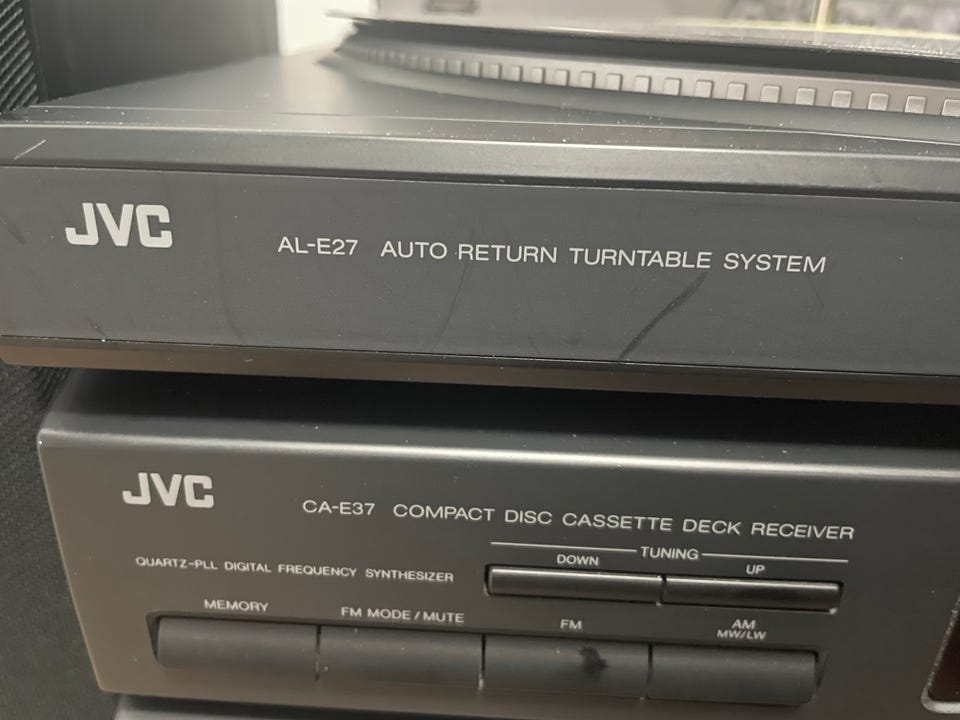 JVC
AL-E27 AUTO RETURN TURNTABLE SYSTEM
JVC
CA-E37 COMPACT DISC CASSETTE DECK RECEIVER
QUARTZ-PLL DIGITAL FREQUENCY SYNTHESIZER
TUNING
DOWN UP
MEMORY FM MODE / MUTE FM AM
MW/LW